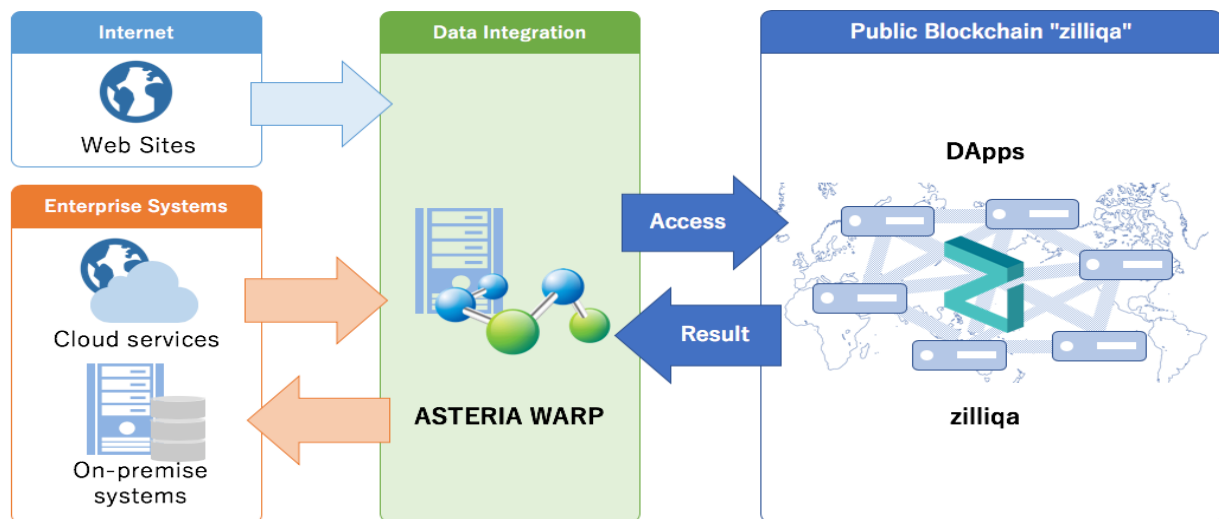 Internet
Web Sites
Enterprise Systems
Cloud services
On-premise
systems
Data Integration
ASTERIA WARP
Access
Result
Public Blockchain "zilliqa"
DApps
zilliqa